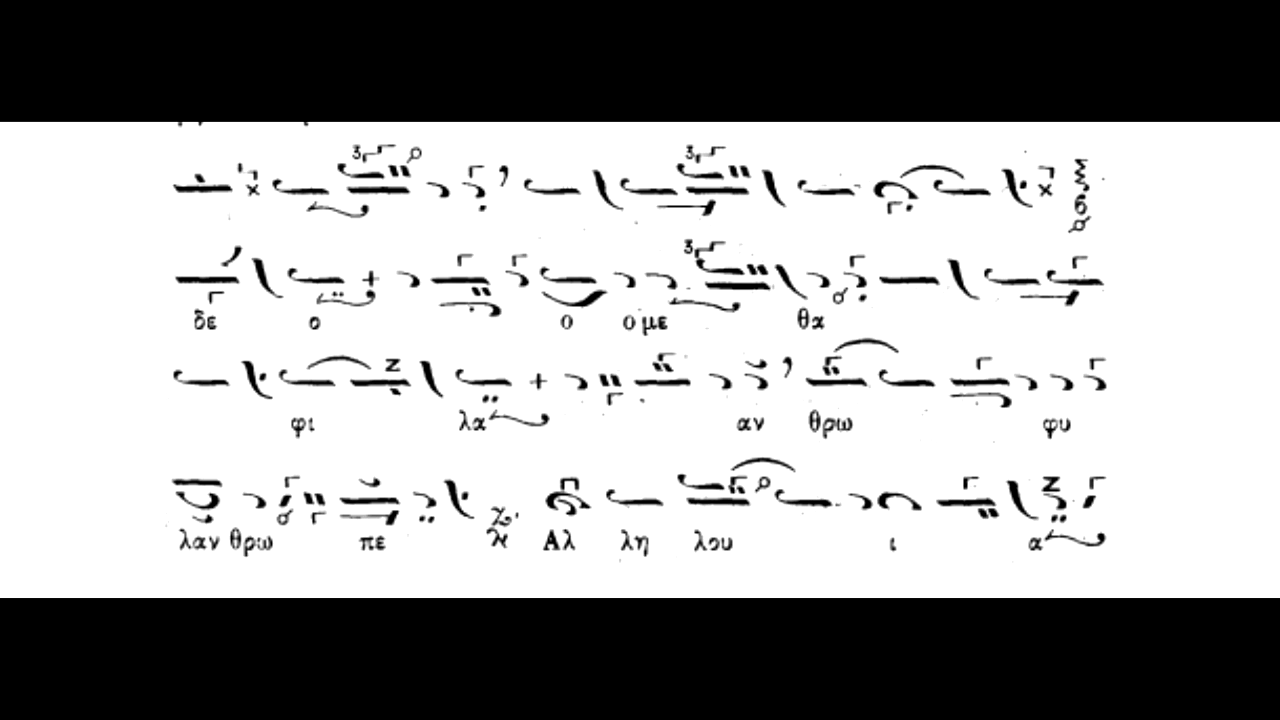 δε ο ο ο με θα
φι λα αν θρω φυ
λαν θρω πε Αλ λη λου ι α